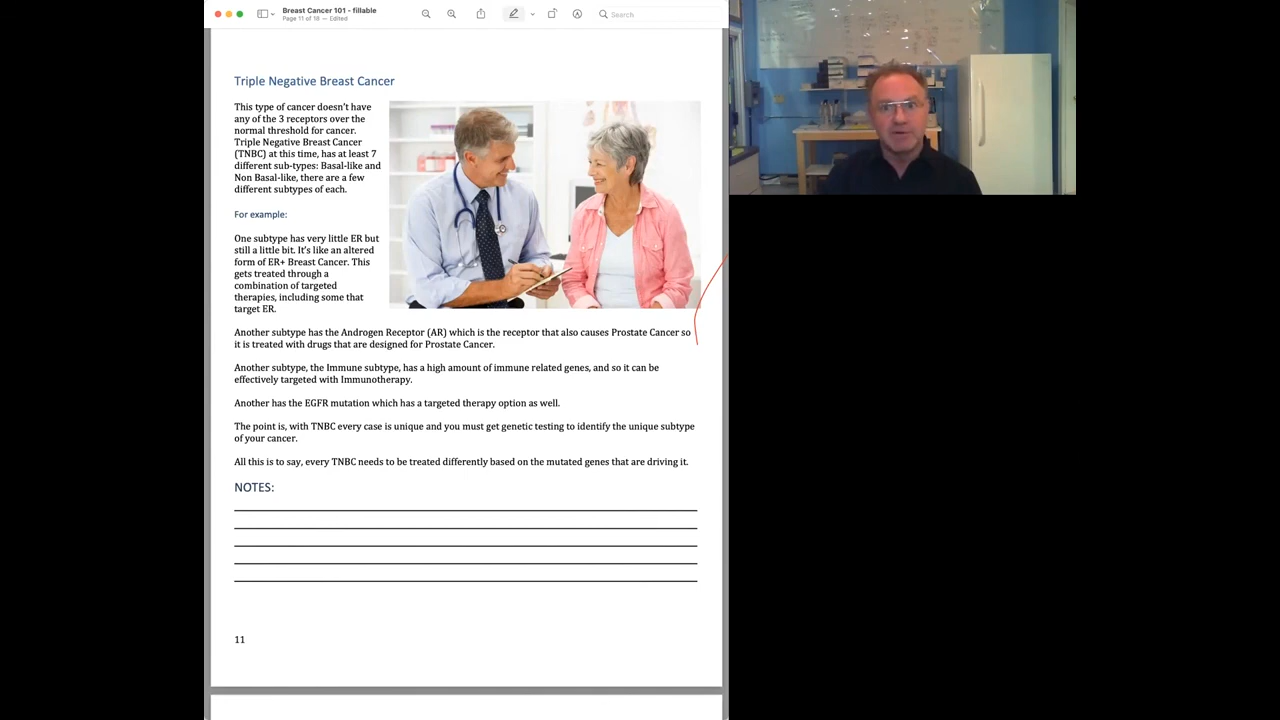 Breast Cancer 101 - fillable
Page 11 of 18 — Edited
Search
Triple Negative Breast Cancer
This type of cancer doesn't have
any of the 3 receptors over the
normal threshold for cancer.
Triple Negative Breast Cancer
(TNBC) at this time, has at least 7
different sub-types: Basal-like and
Non Basal-like, there are a few
different subtypes of each.
For example:
One subtype has very little ER but
still a little bit. It's like an altered
form of ER+ Breast Cancer. This
gets treated through a
combination of targeted
therapies, including some that
target ER.
Another subtype has the Androgen Receptor (AR) which is the receptor that also causes Prostate Cancer so
it is treated with drugs that are designed for Prostate Cancer.
Another subtype, the Immune subtype, has a high amount of immune related genes, and so it can be
effectively targeted with Immunotherapy.
Another has the EGFR mutation which has a targeted therapy option as well.
The point is, with TNBC every case is unique and you must get genetic testing to identify the unique subtype
of your cancer.
All this is to say, every TNBC needs to be treated differently based on the mutated genes that are driving it.
NOTES:
11